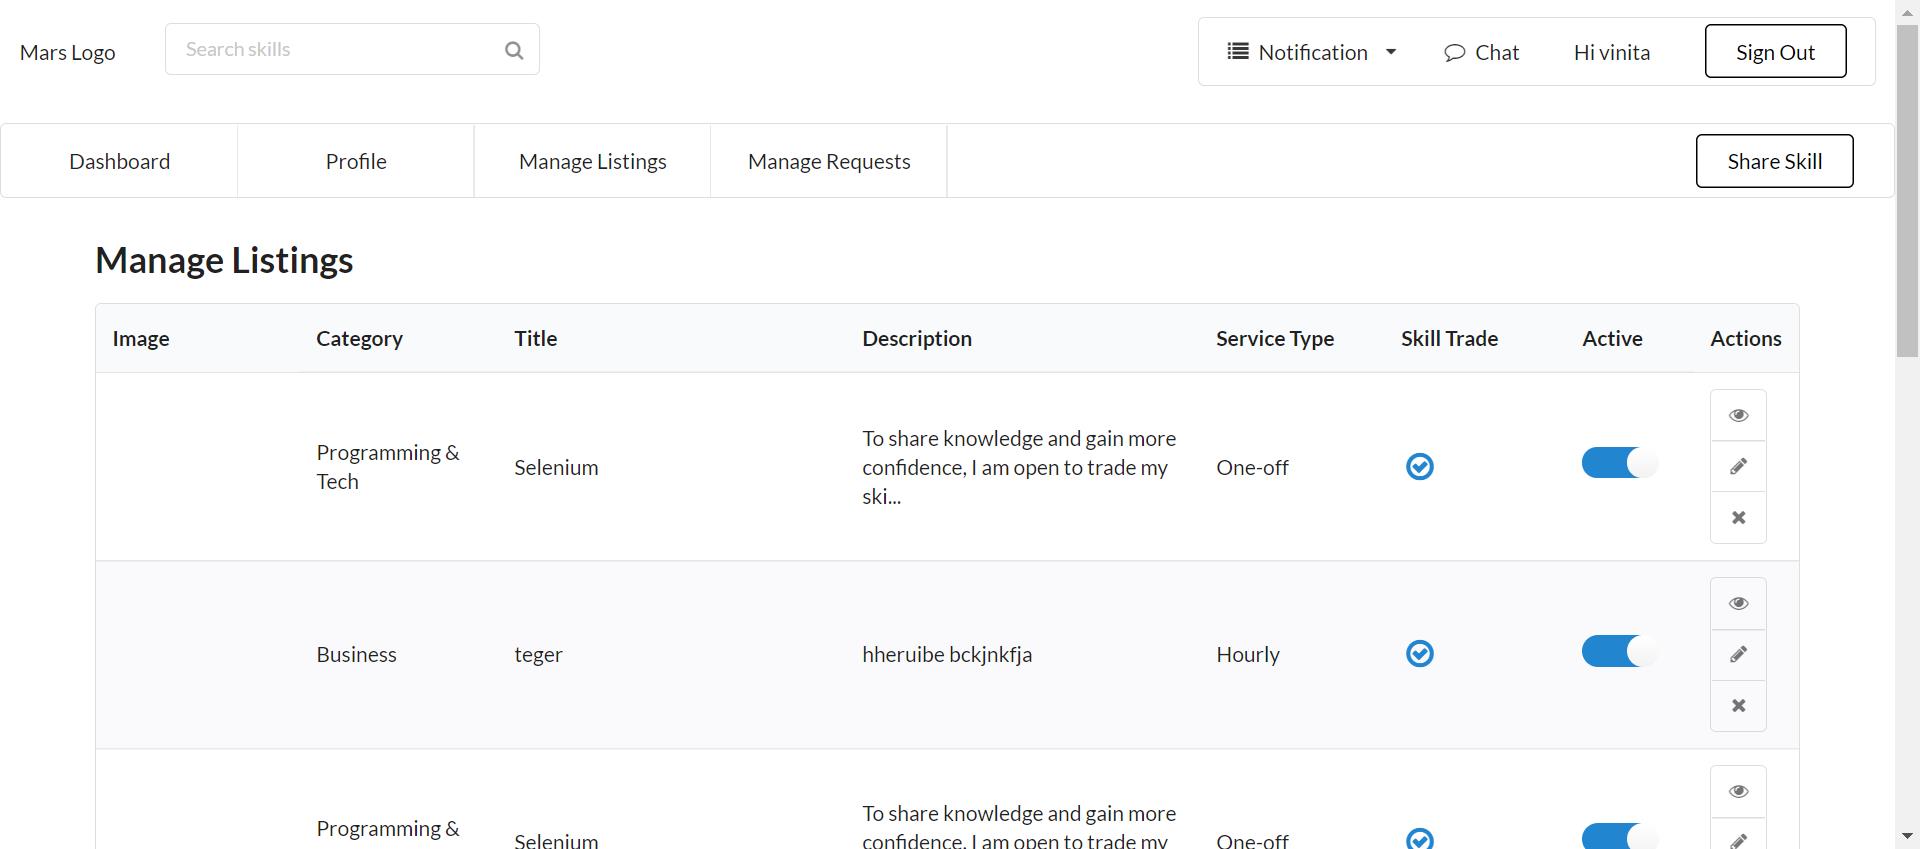 Mars Logo
Search skills
Notification
Chat
Hi vinita
Sign Out
Dashboard
Profile
Manage Listings
Manage Requests
Share Skill
Manage Listings
Image
Category
Title
Description
Service Type
Skill Trade
Active
Actions
Programming &
Tech
Selenium
To share knowledge and gain more
confidence, I am open to trade my
ski...
One-off
Business
teger
hheruibe bckjnkfja
Hourly
Programming &
Selenium
To share knowledge and gain more
confidence, I am open to trade my
One-off